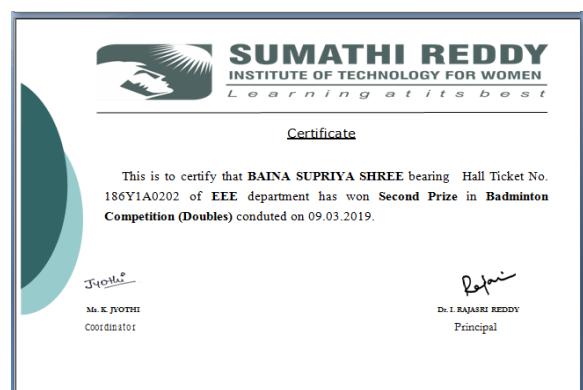 SUMATHI REDDY
INSTITUTE OF TECHNOLOGY FOR WOMEN
Learning at its best
Certificate
This is to certify that BAINA SUPRIYA SHREE bearing Hall Ticket No.
186Y1A0202 of EEE department has won Second Prize in Badminton
Competition (Doubles) conduted on 09.03.2019.
Jyothi
Ms. K. JYOTHI
Coordinator
Rajasri
Dr. I. RAJASRI REDDY
Principal